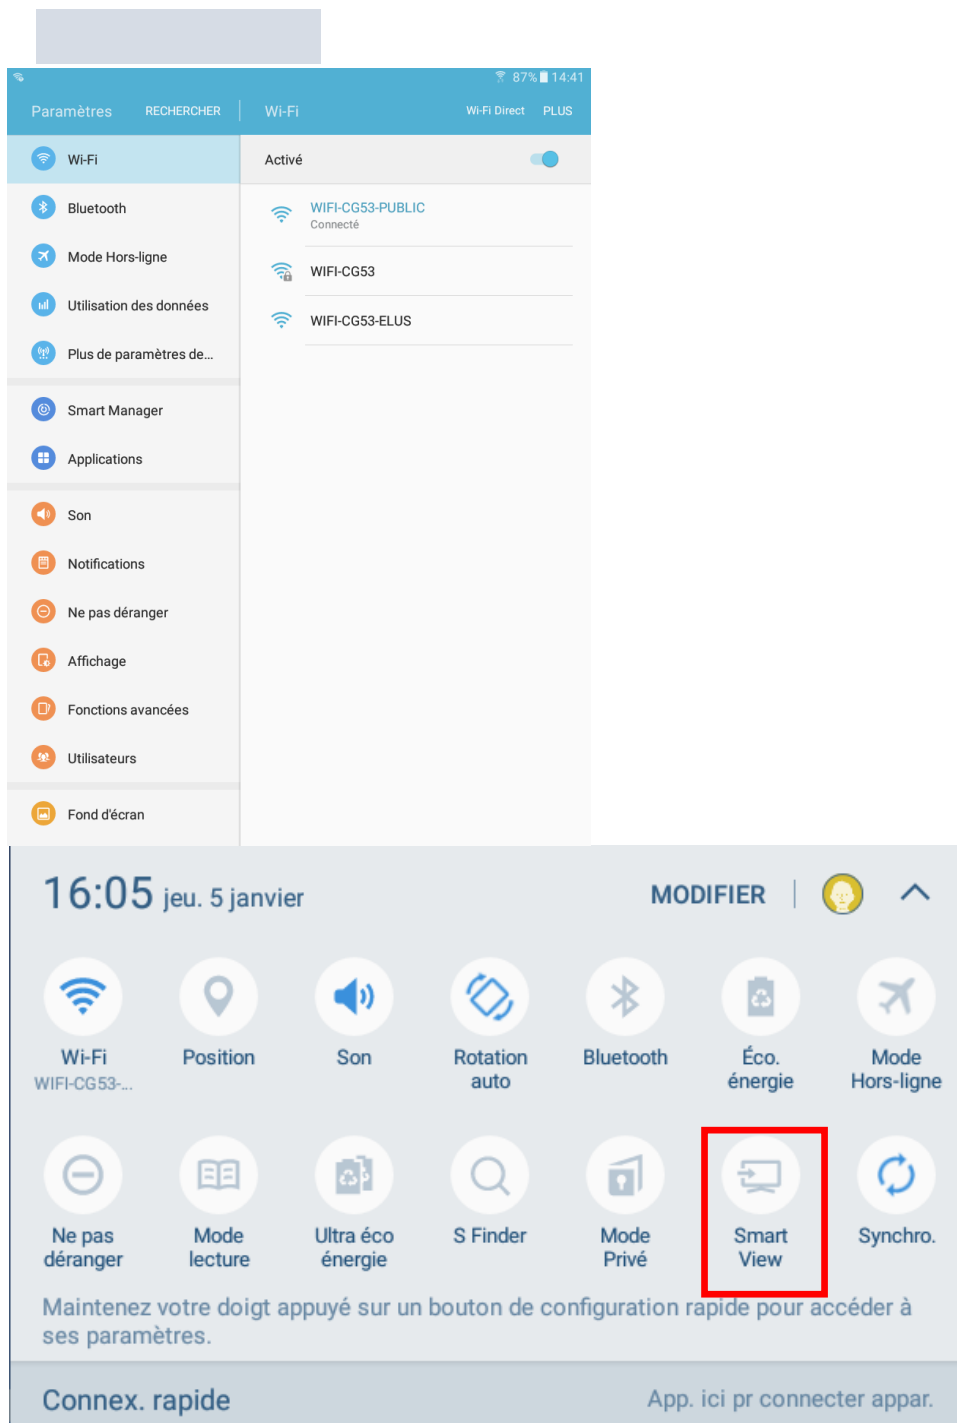 87% 14:41
Paramètres RECHERCHER Wi-Fi Wi-Fi Direct PLUS
Wi-Fi
Activé
Bluetooth
WIFI-CG53-PUBLIC
Connecté
Mode Hors-ligne
WIFI-CG53
Utilisation des données
WIFI-CG53-ELUS
Plus de paramètres de...
Smart Manager
Applications
Son
Notifications
Ne pas déranger
Affichage
Fonctions avancées
Utilisateurs
Fond d'écran
16:05 jeu. 5 janvier MODIFIER
Wi-Fi
WIFI-CG53-...
Position
Son
Rotation
auto
Bluetooth
Éco.
énergie
Mode
Hors-ligne
Ne pas
déranger
Mode
lecture
Ultra éco
énergie
S Finder
Mode
Privé
Smart
View
Synchro.
Maintenez votre doigt appuyé sur un bouton de configuration rapide pour accéder à
ses paramètres.
Connex. rapide App. ici pr connecter appar.